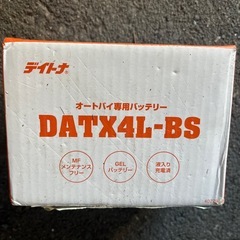 デイトナ
オートバイ専用バッテリー
DATX4L-BS
MF
メンテナンス
フリー
GEL
バッテリー
液入り
充電済